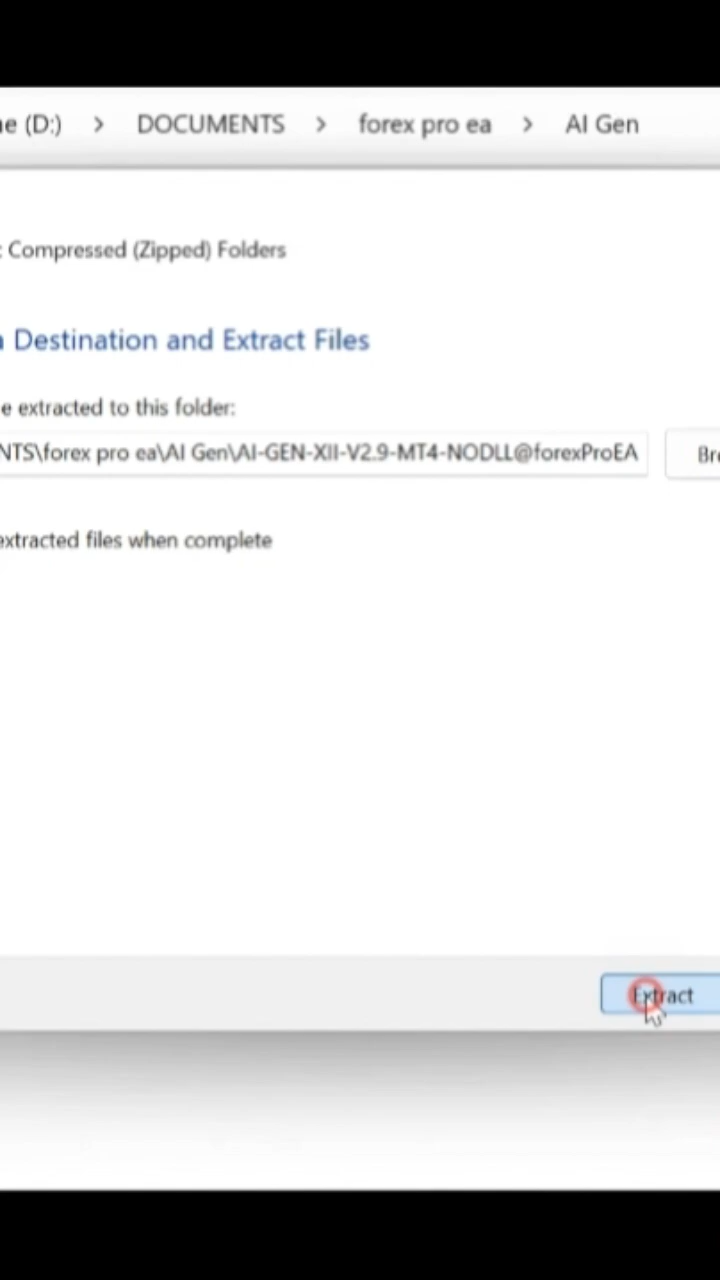 (D:) > DOCUMENTS > forex pro ea > AI Gen
Compressed (Zipped) Folders
Destination and Extract Files
extracted to this folder:
NTS\forex pro ea\AI Gen\AI-GEN-XII-V2.9-MT4-NODLL@forexProEA
extracted files when complete
Extract